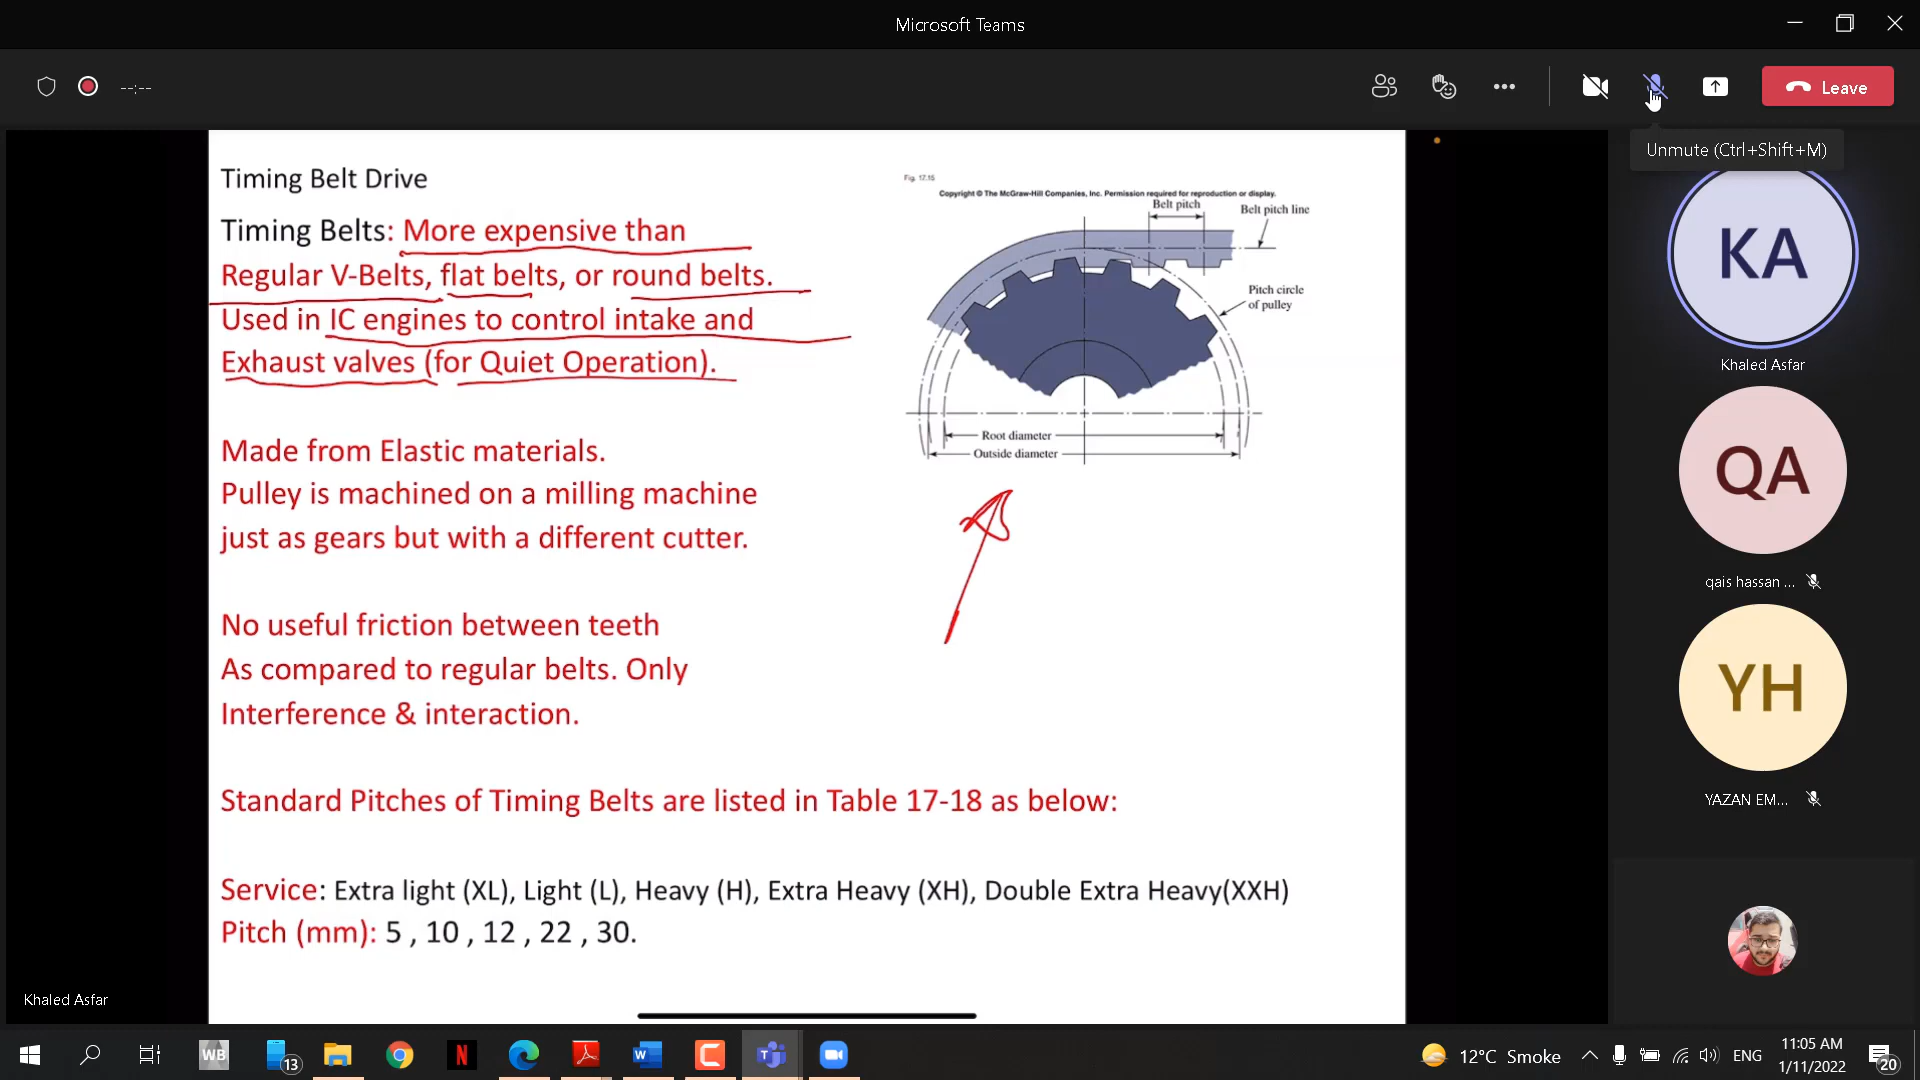 Microsoft Teams
--:--
Leave
Unmute (Ctrl+Shift+M)
Timing Belt Drive
Timing Belts: More expensive than
Regular V-Belts, flat belts, or round belts.
Used in IC engines to control intake and
Exhaust valves (for Quiet Operation).
Made from Elastic materials.
Pulley is machined on a milling machine
just as gears but with a different cutter.
No useful friction between teeth
As compared to regular belts. Only
Interference & interaction.
Standard Pitches of Timing Belts are listed in Table 17-18 as below:
Service: Extra light (XL), Light (L), Heavy (H), Extra Heavy (XH), Double Extra Heavy(XXH)
Pitch (mm): 5 , 10 , 12 , 22 , 30.
Fig. 17.15
Copyright © The McGraw-Hill Companies, Inc. Permission required for reproduction or display.
Belt pitch
Belt pitch line
Pitch circle
of pulley
Root diameter
Outside diameter
KA
Khaled Asfar
QA
qais hassan ...
YH
YAZAN EM...
Khaled Asfar
WB
13
N
W
T
12°C Smoke
ENG
11:05 AM
1/11/2022
20